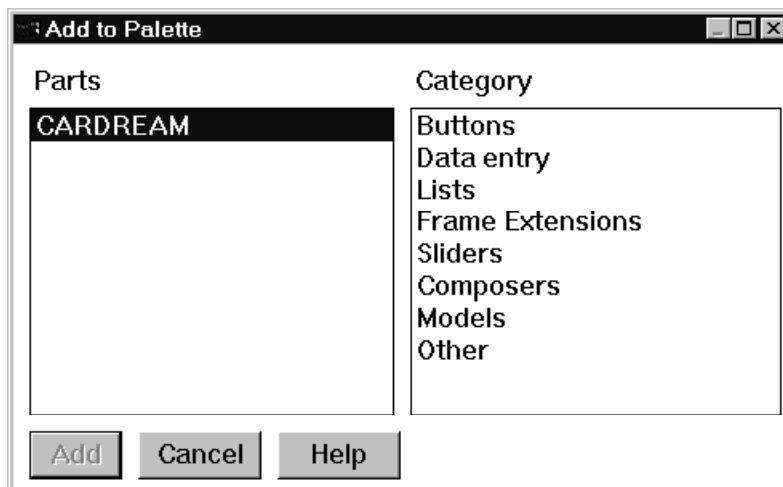 Add to Palette
Parts
Category
CARDREAM
Buttons
Data entry
Lists
Frame Extensions
Sliders
Composers
Models
Other
Add
Cancel
Help